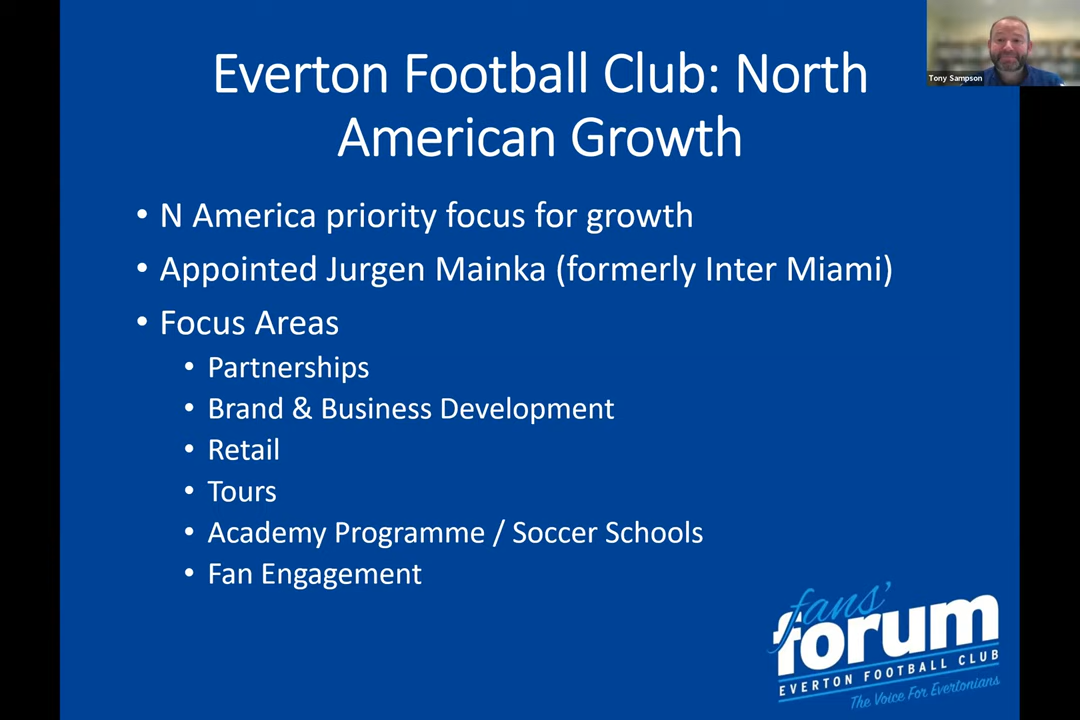 Everton Football Club: North
American Growth
Tony Sampson
• N America priority focus for growth
• Appointed Jurgen Mainka (formerly Inter Miami)
• Focus Areas
• Partnerships
• Brand & Business Development
• Retail
• Tours
• Academy Programme / Soccer Schools
• Fan Engagement
fans'
forum
EVERTON FOOTBALL CLUB
The Voice For Evertonians